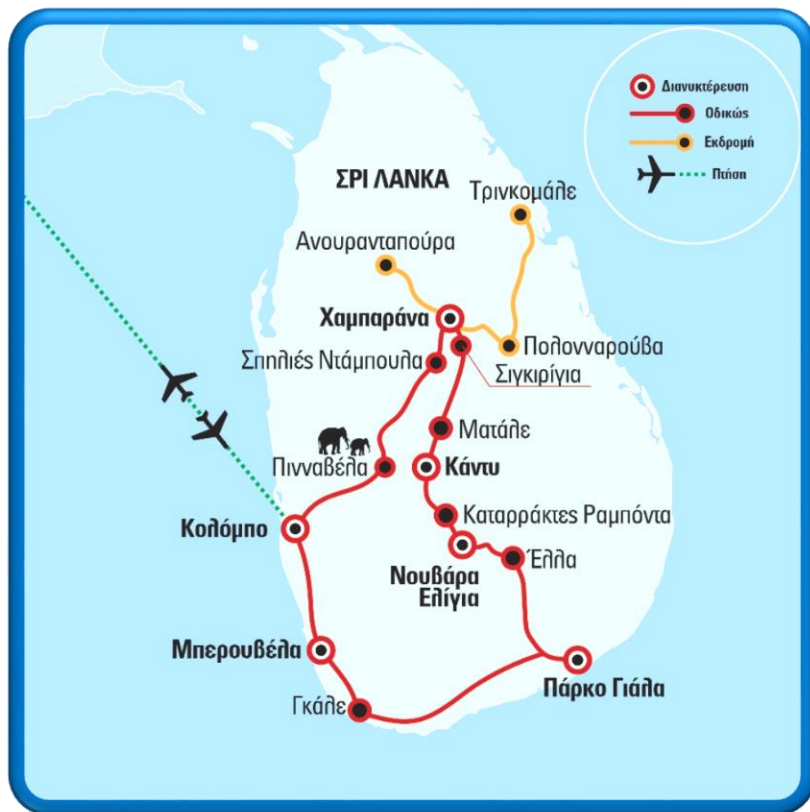 Διανυκτέρευση
Οδικώς
Εκδρομή
Πτήση
ΣΡΙ ΛΑΝΚΑ
Τρινκομάλε
Ανουρανταπούρα
Χαμπαράνα
Πολονναρούβα
Σπηλιές Ντάμπουλα
Σιγκιρίγια
Ματάλε
Πινναβέλα
Κάντυ
Καταρράκτες Ραμπόντα
Κολόμπο
Έλλα
Νουβάρα
Ελίγια
Μπερουβέλα
Πάρκο Γιάλα
Γκάλε